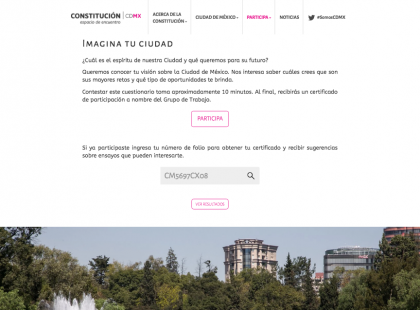 CONSTITUCIÓN | CDMX
espacio de encuentro
ACERCA DE LA CONSTITUCIÓN
CIUDAD DE MÉXICO
PARTICIPA
NOTICIAS
#SomosCDMX
IMAGINA TU CIUDAD
¿Cuál es el espíritu de nuestra Ciudad y qué queremos para su futuro?
Queremos conocer tu visión sobre la Ciudad de México. Nos interesa saber cuáles crees que son
sus mayores retos y qué tipo de oportunidades te brinda.
Contestar este cuestionario toma aproximadamente 10 minutos. Al final, recibirás un certificado
de participación a nombre del Grupo de Trabajo.
PARTICIPA
Si ya participaste ingresa tu número de folio para obtener tu certificado y recibir sugerencias
sobre ensayos que pueden interesarte.
CM5697CX08
VER RESULTADOS